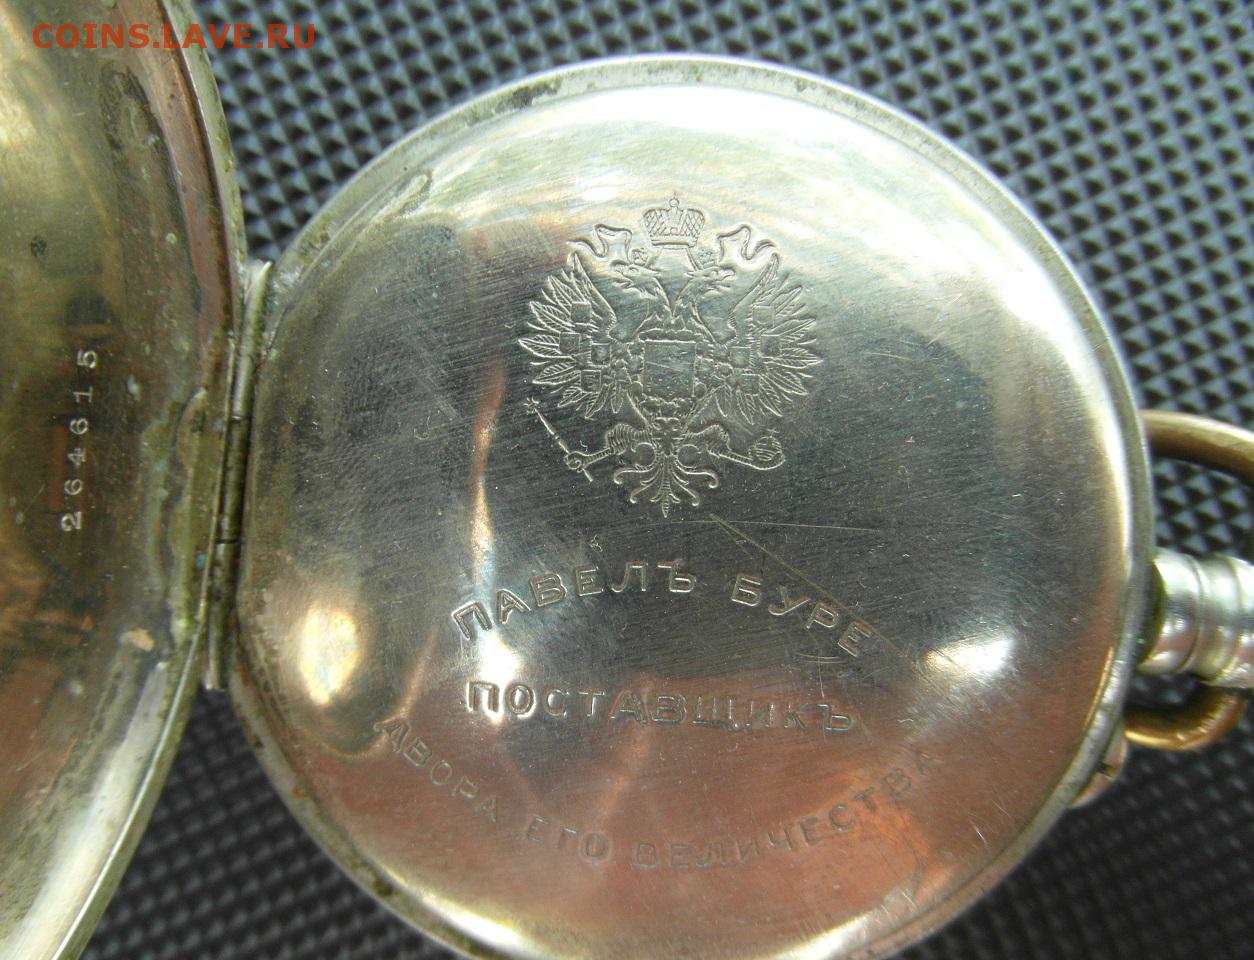 COINS.LAVE.RU
264615
ПАВЕЛЪ БУРЕ
ПОСТАВЩИКЪ
ДВОРА ЕГО ВЕЛИЧЕСТВА